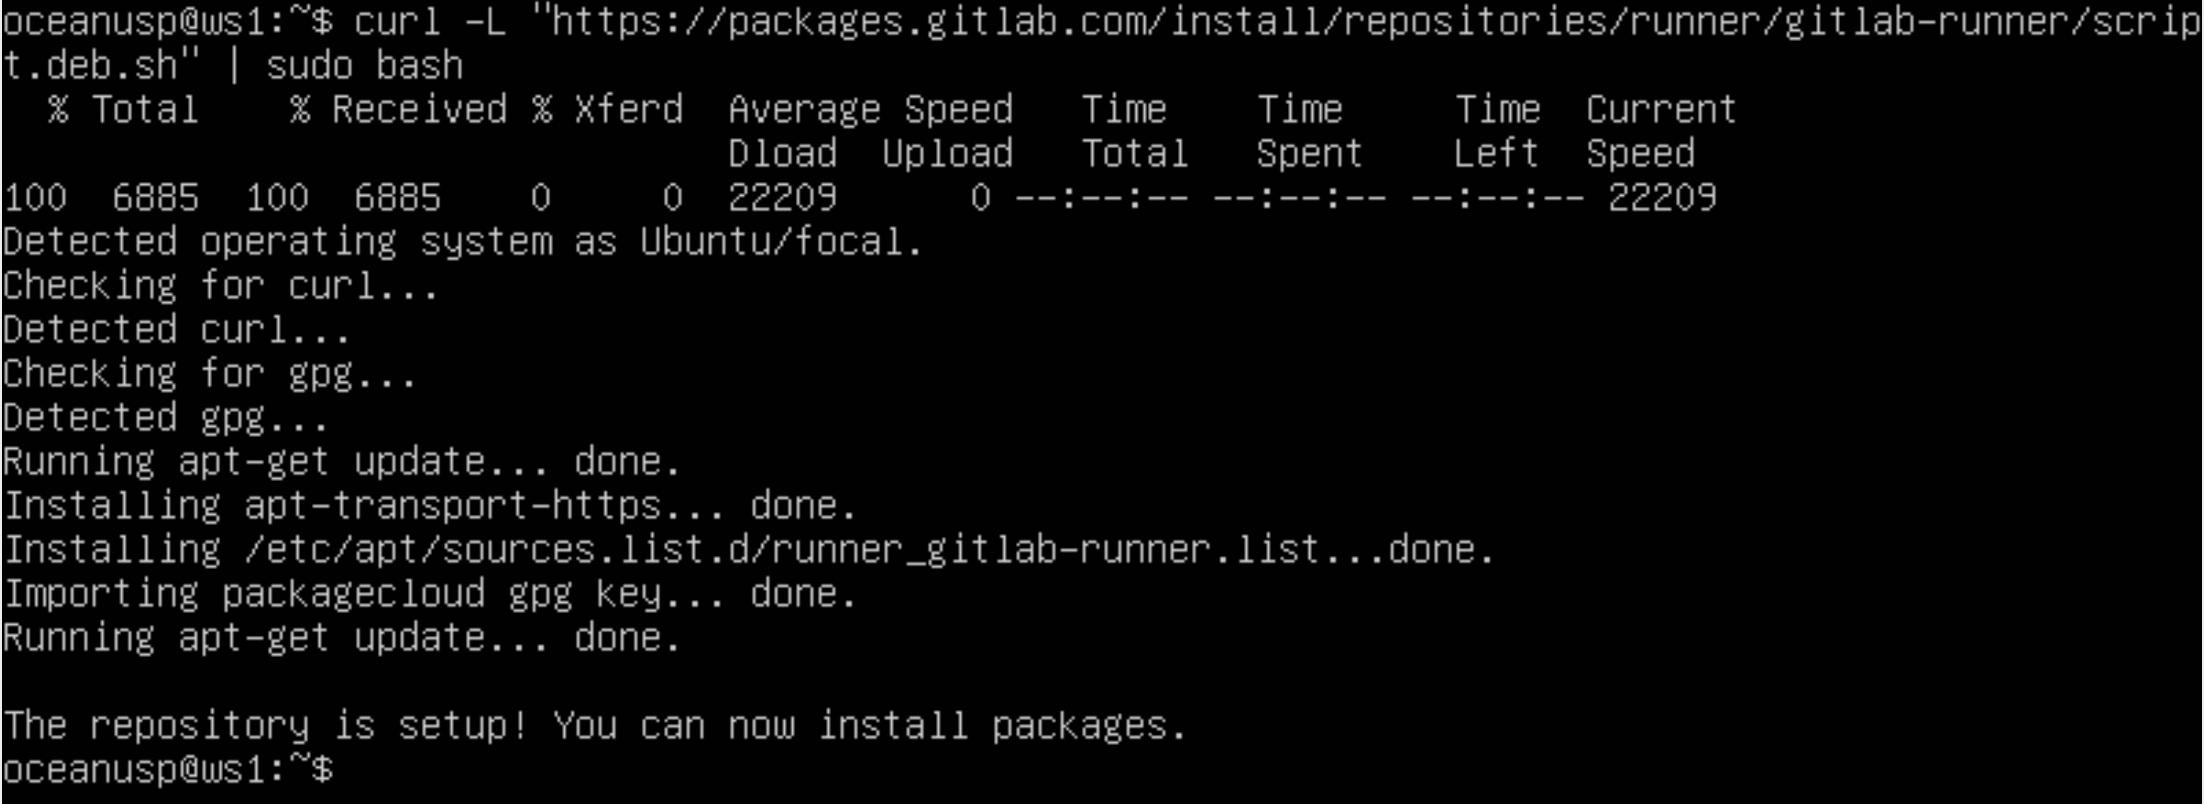 oceanusp@ws1:~$ curl -L "https://packages.gitlab.com/install/repositories/runner/gitlab-runner/scrip
t.deb.sh" | sudo bash
  % Total    % Received % Xferd  Average Speed   Time    Time     Time  Current
                                 Dload  Upload   Total   Spent    Left  Speed
100  6885  100  6885    0     0  22209      0 --:--:-- --:--:-- --:--:-- 22209
Detected operating system as Ubuntu/focal.
Checking for curl...
Detected curl...
Checking for gpg...
Detected gpg...
Running apt-get update... done.
Installing apt-transport-https... done.
Installing /etc/apt/sources.list.d/runner_gitlab-runner.list...done.
Importing packagecloud gpg key... done.
Running apt-get update... done.

The repository is setup! You can now install packages.
oceanusp@ws1:~$